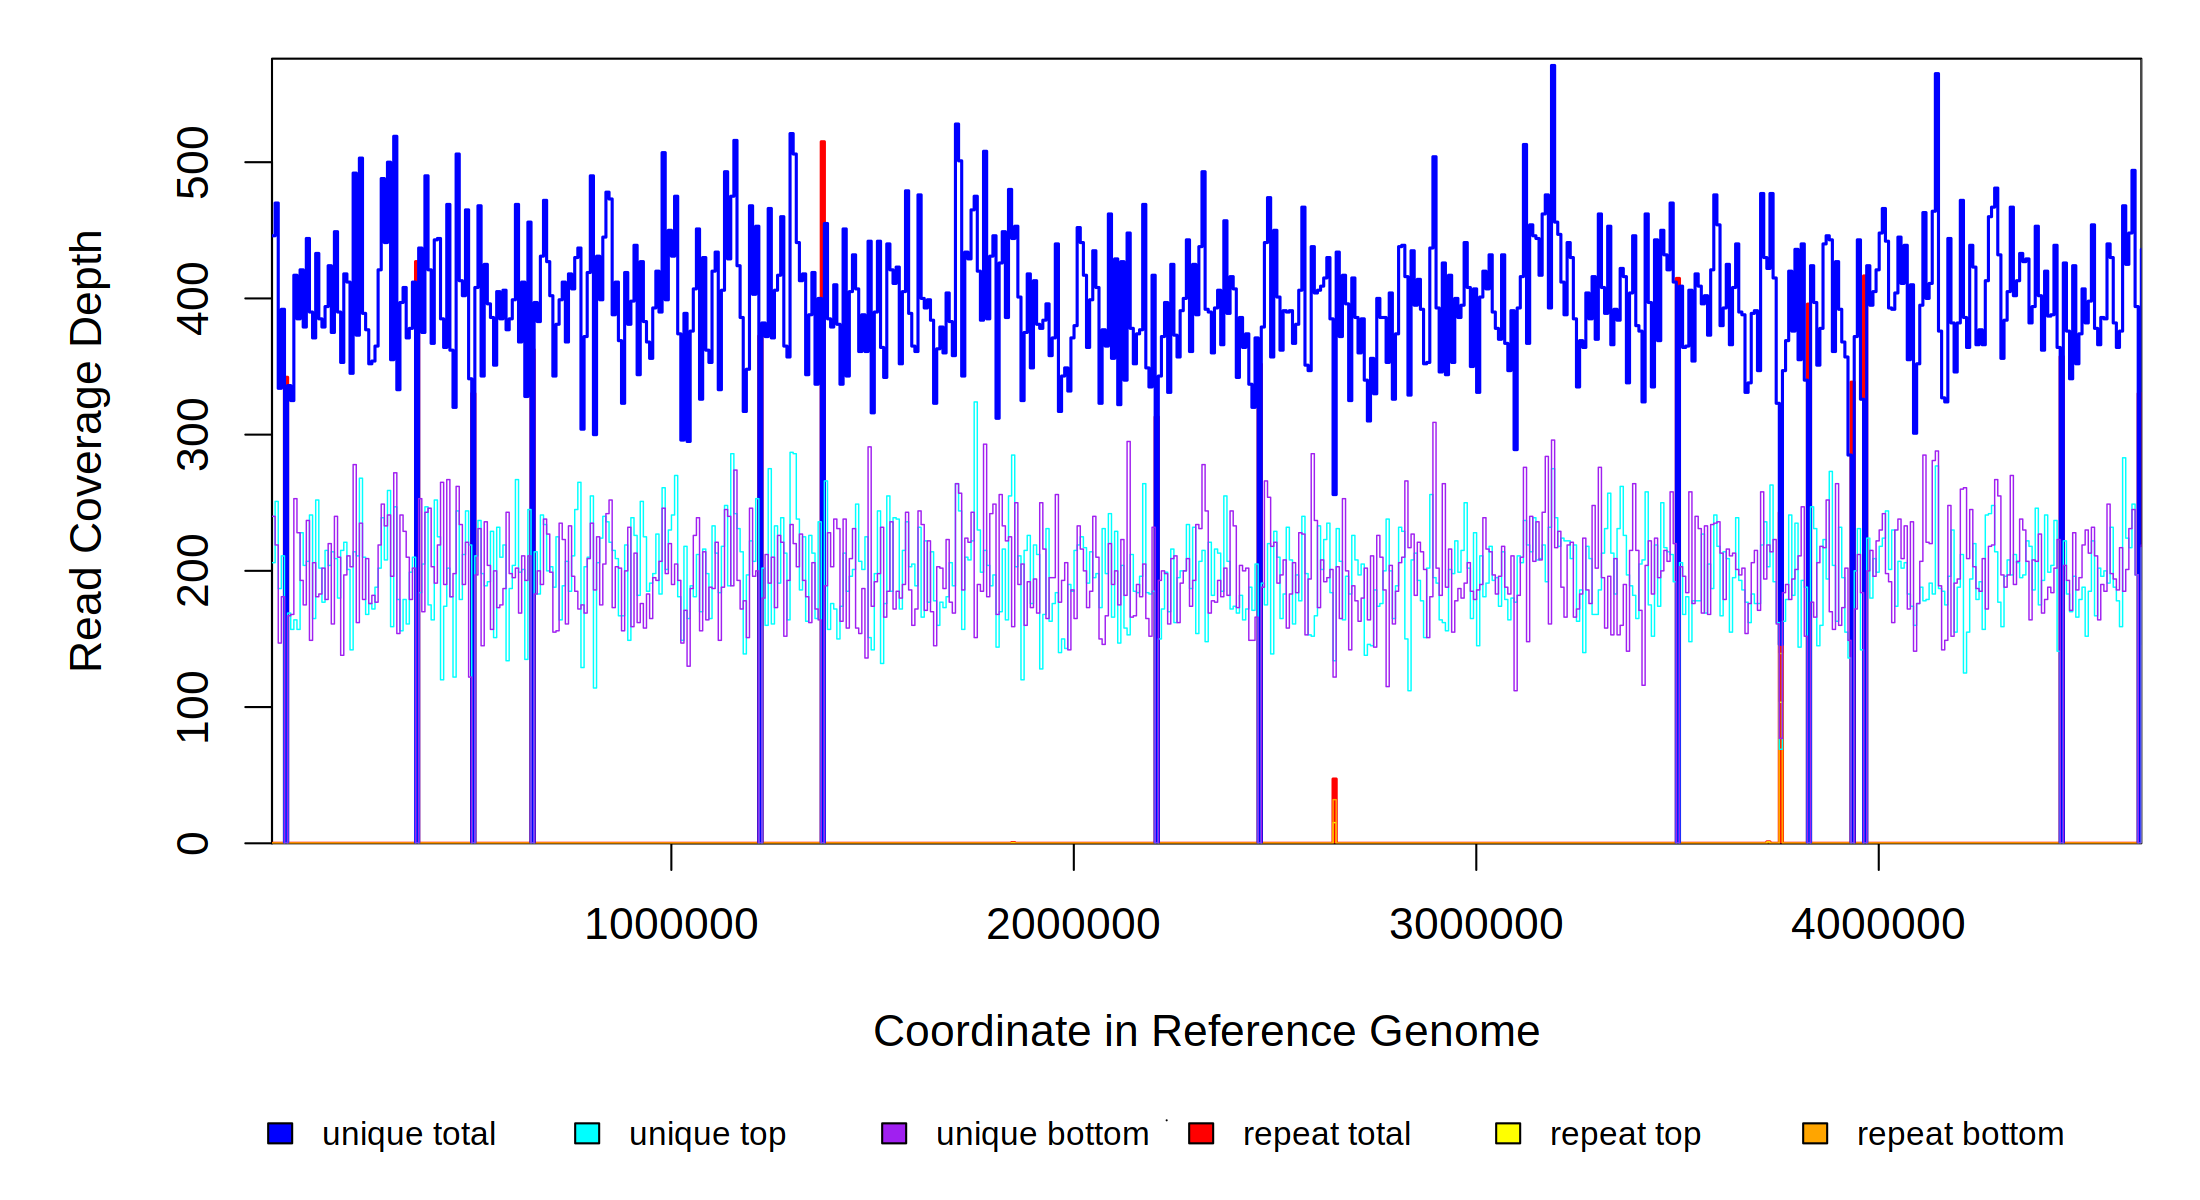 Read Coverage Depth
500
400
300
200
100
0
1000000 2000000 3000000 4000000
Coordinate in Reference Genome
unique total unique top unique bottom repeat total repeat top repeat bottom